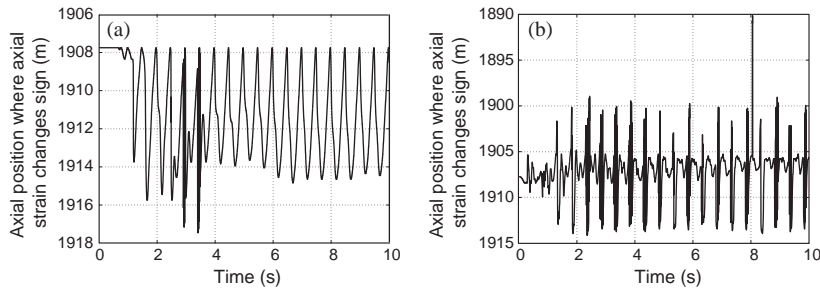 (a)
Axial position where axial
strain changes sign (m)
1906
1908
1910
1912
1914
1916
1918
0 2 4 6 8 10
Time (s)
(b)
Axial position where axial
strain changes sign (m)
1890
1895
1900
1905
1910
1915
0 2 4 6 8 10
Time (s)